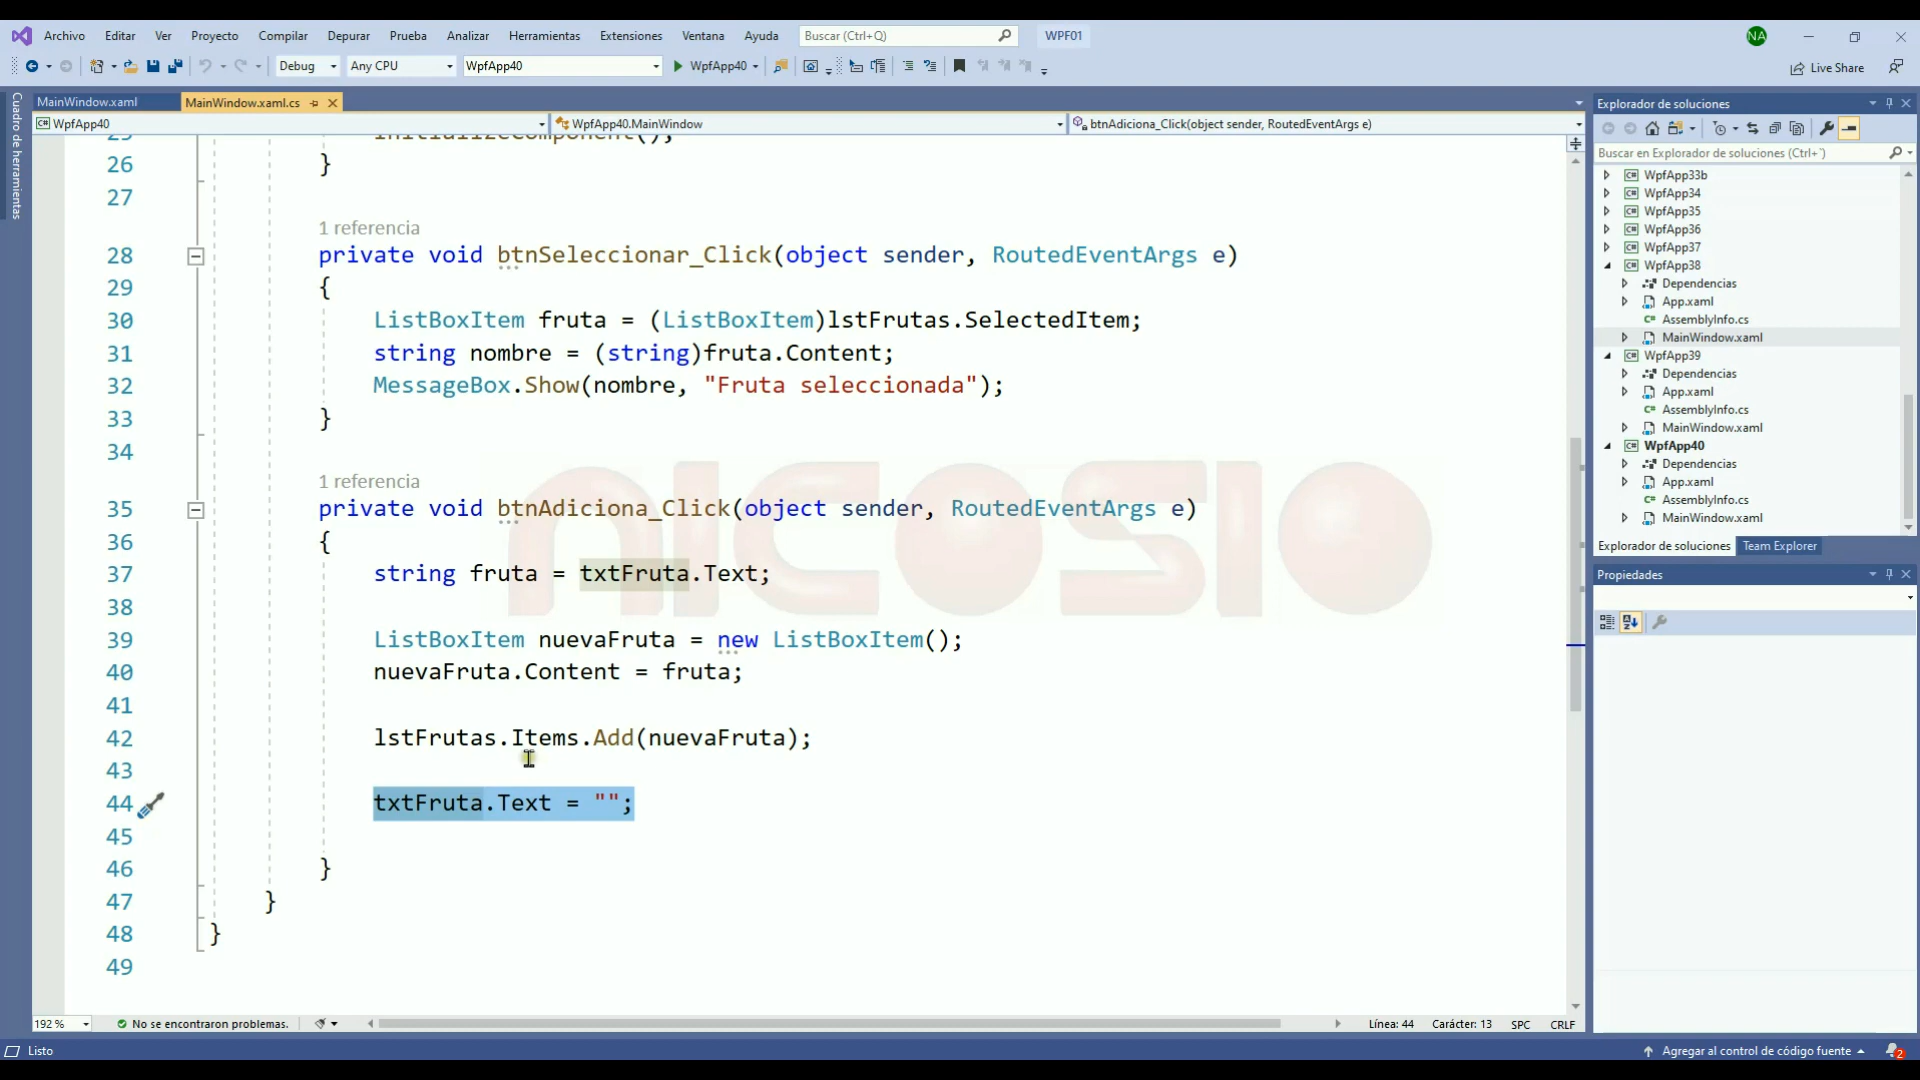 Archivo Editar Ver Proyecto Compilar Depurar Prueba Analizar Herramientas Extensiones Ventana Ayuda Buscar (Ctrl+Q) WPF01 NA
Debug Any CPU WpfApp40 WpfApp40 Live Share
Cuadro de herramientas
MainWindow.xaml MainWindow.xaml.cs
WpfApp40 WpfApp40.MainWindow btnAdiciona_Click(object sender, RoutedEventArgs e)
25 InitializeComponent();
26 }
27
1 referencia
28 private void btnSeleccionar_Click(object sender, RoutedEventArgs e)
29 {
30 ListBoxItem fruta = (ListBoxItem)lstFrutas.SelectedItem;
31 string nombre = (string)fruta.Content;
32 MessageBox.Show(nombre, "Fruta seleccionada");
33 }
34
1 referencia
35 private void btnAdiciona_Click(object sender, RoutedEventArgs e)
36 {
37 string fruta = txtFruta.Text;
38
39 ListBoxItem nuevaFruta = new ListBoxItem();
40 nuevaFruta.Content = fruta;
41
42 lstFrutas.Items.Add(nuevaFruta);
43
44 txtFruta.Text = "";
45
46 }
47 }
48 }
49
NICOSIO
192 % No se encontraron problemas. Línea: 44 Carácter: 13 SPC CRLF
Explorador de soluciones
Buscar en Explorador de soluciones (Ctrl+¨)
WpfApp33b
WpfApp34
WpfApp35
WpfApp36
WpfApp37
WpfApp38
Dependencias
App.xaml
AssemblyInfo.cs
MainWindow.xaml
WpfApp39
Dependencias
App.xaml
AssemblyInfo.cs
MainWindow.xaml
WpfApp40
Dependencias
App.xaml
AssemblyInfo.cs
MainWindow.xaml
Explorador de soluciones Team Explorer
Propiedades
Listo Agregar al control de código fuente 2